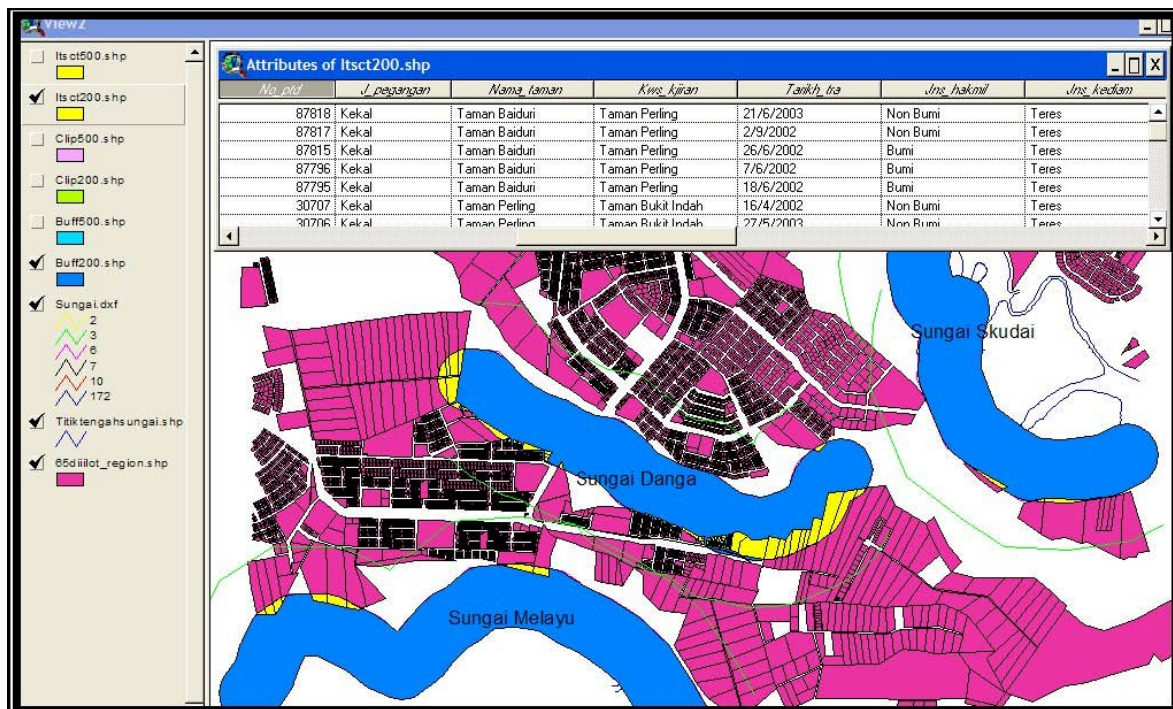 View2
Itsct500.shp
Itsct200.shp
Clip500.shp
Clip200.shp
Buff500.shp
Buff200.shp
Sungai.dxf
2
3
6
7
10
172
Titiktengahsungai.shp
65diiilot_region.shp
Attributes of Itsct200.shp
No_ptd J_pegangan Nama_taman Kws_kjiran Tarikh_tra Jns_hakmil Jns_kediam
87818 Kekal Taman Baiduri Taman Perling 21/6/2003 Non Bumi Teres
87817 Kekal Taman Baiduri Taman Perling 2/9/2002 Non Bumi Teres
87815 Kekal Taman Baiduri Taman Perling 26/6/2002 Bumi Teres
87796 Kekal Taman Baiduri Taman Perling 7/6/2002 Bumi Teres
87795 Kekal Taman Baiduri Taman Perling 18/6/2002 Bumi Teres
30707 Kekal Taman Perling Taman Bukit Indah 16/4/2002 Non Bumi Teres
30706 Kekal Taman Perling Taman Bukit Indah 27/5/2003 Non Bumi Teres
Sungai Skudai
Sungai Danga
Sungai Melayu